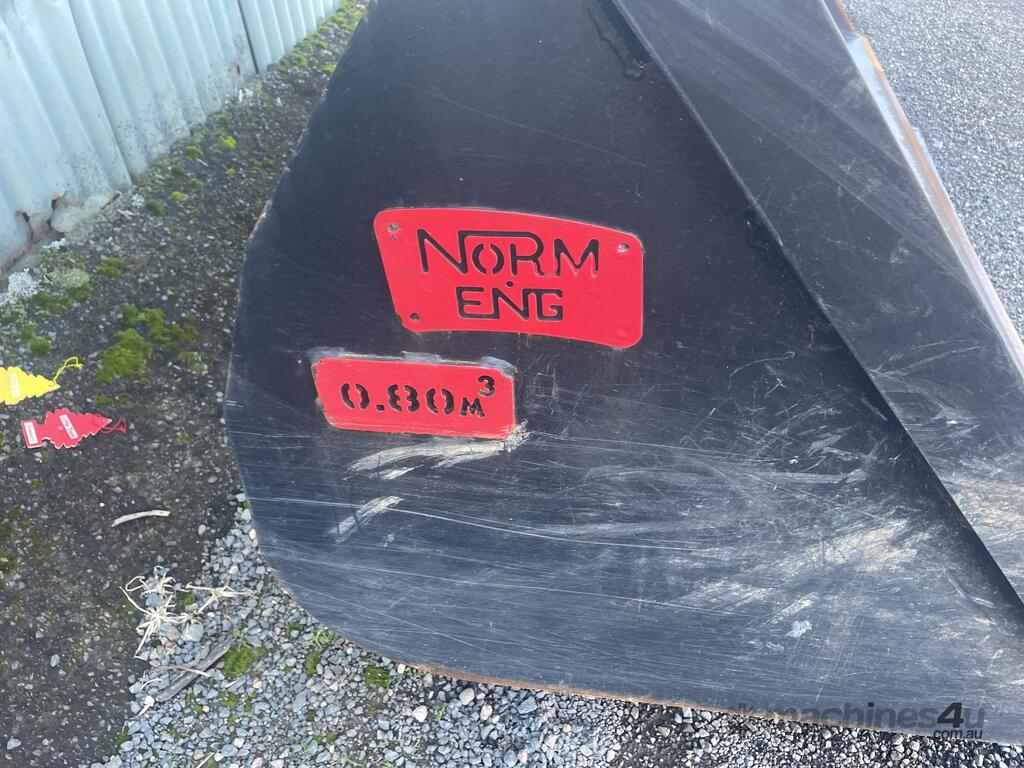 NORM
ENG
0.80M³
machines4u
.com.au